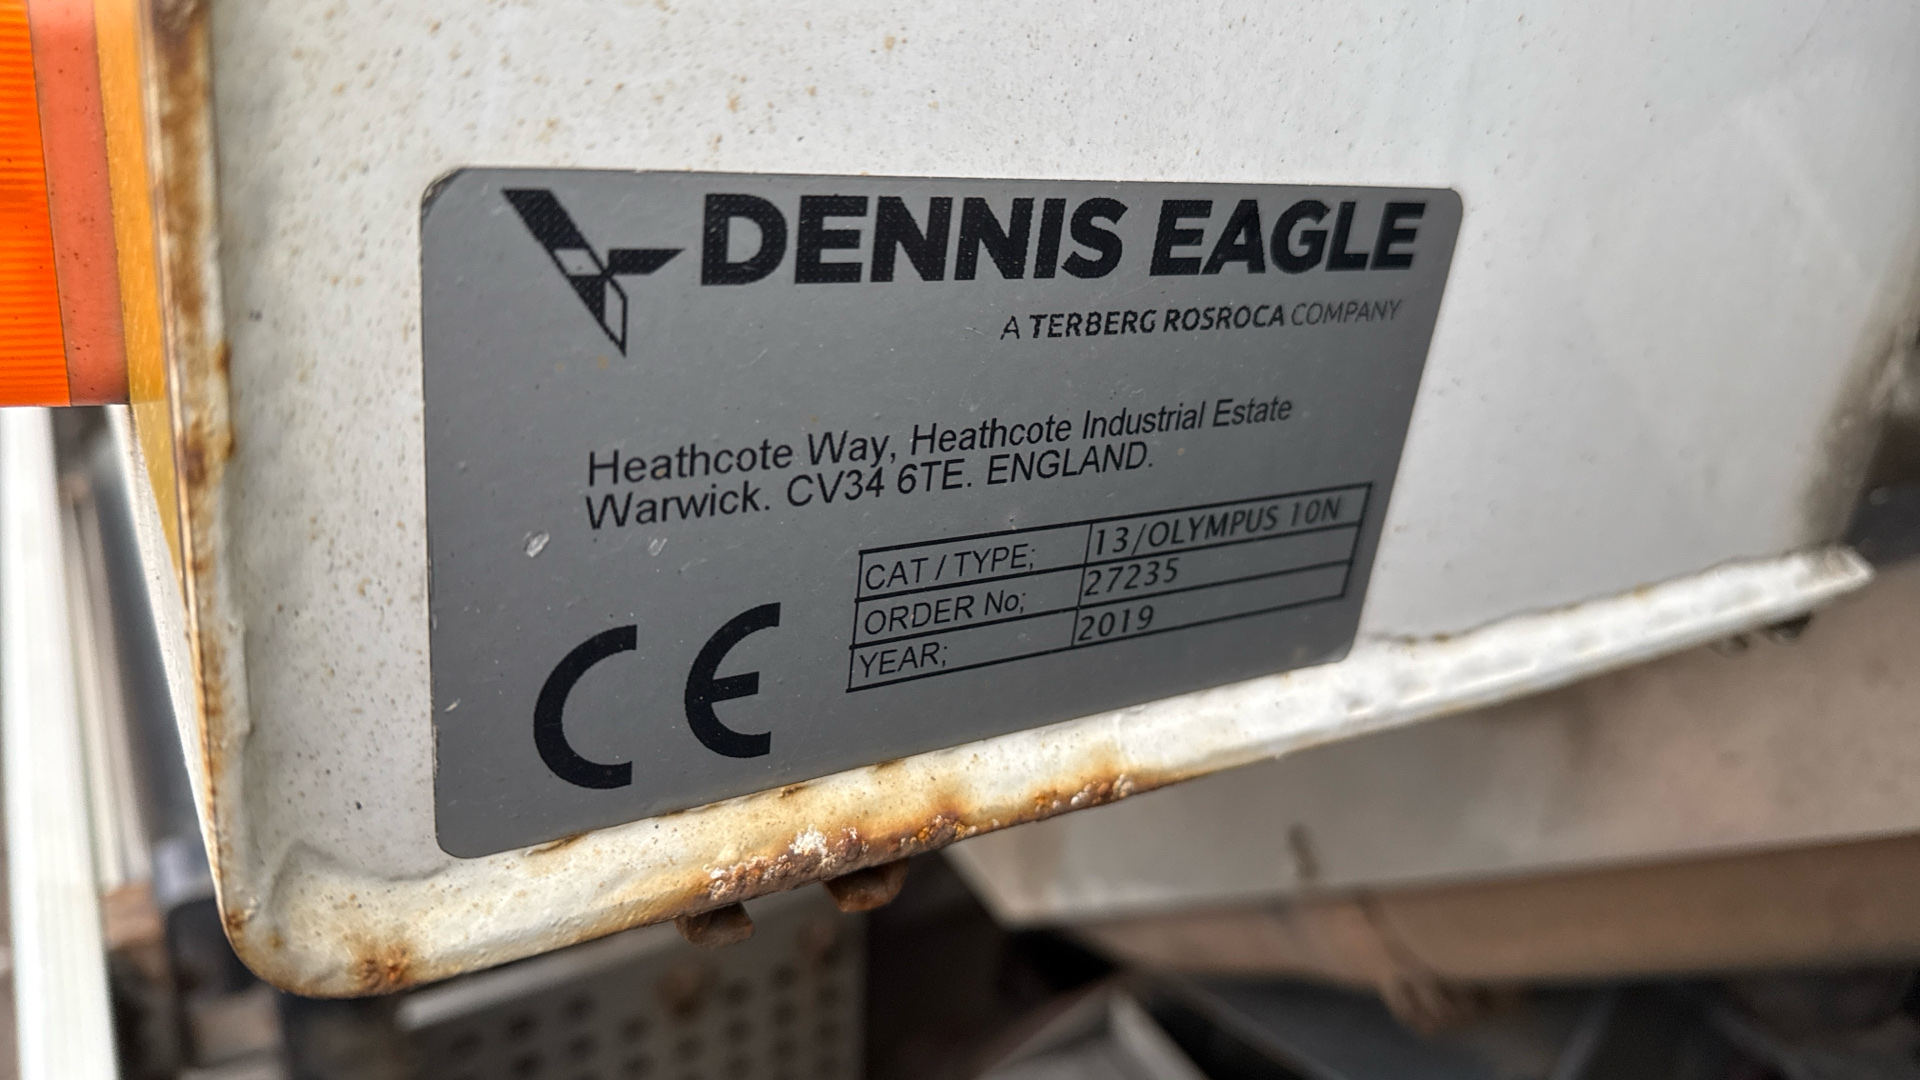 DENNIS EAGLE
A TERBERG ROSROCA COMPANY
Heathcote Way, Heathcote Industrial Estate
Warwick. CV34 6TE. ENGLAND.
CAT / TYPE; 13/OLYMPUS 10N
ORDER No; 27235
YEAR; 2019
CE